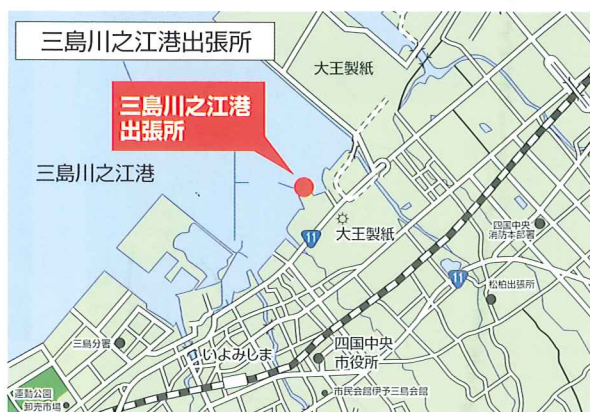 三島川之江港出張所
大王製紙
三島川之江港
出張所
三島川之江港
大王製紙
四国中央
消防本部署
11
11
松柏出張所
三島分署
いよみしま
四国中央
市役所
運動公園
卸売市場
市民会館伊予三島会館